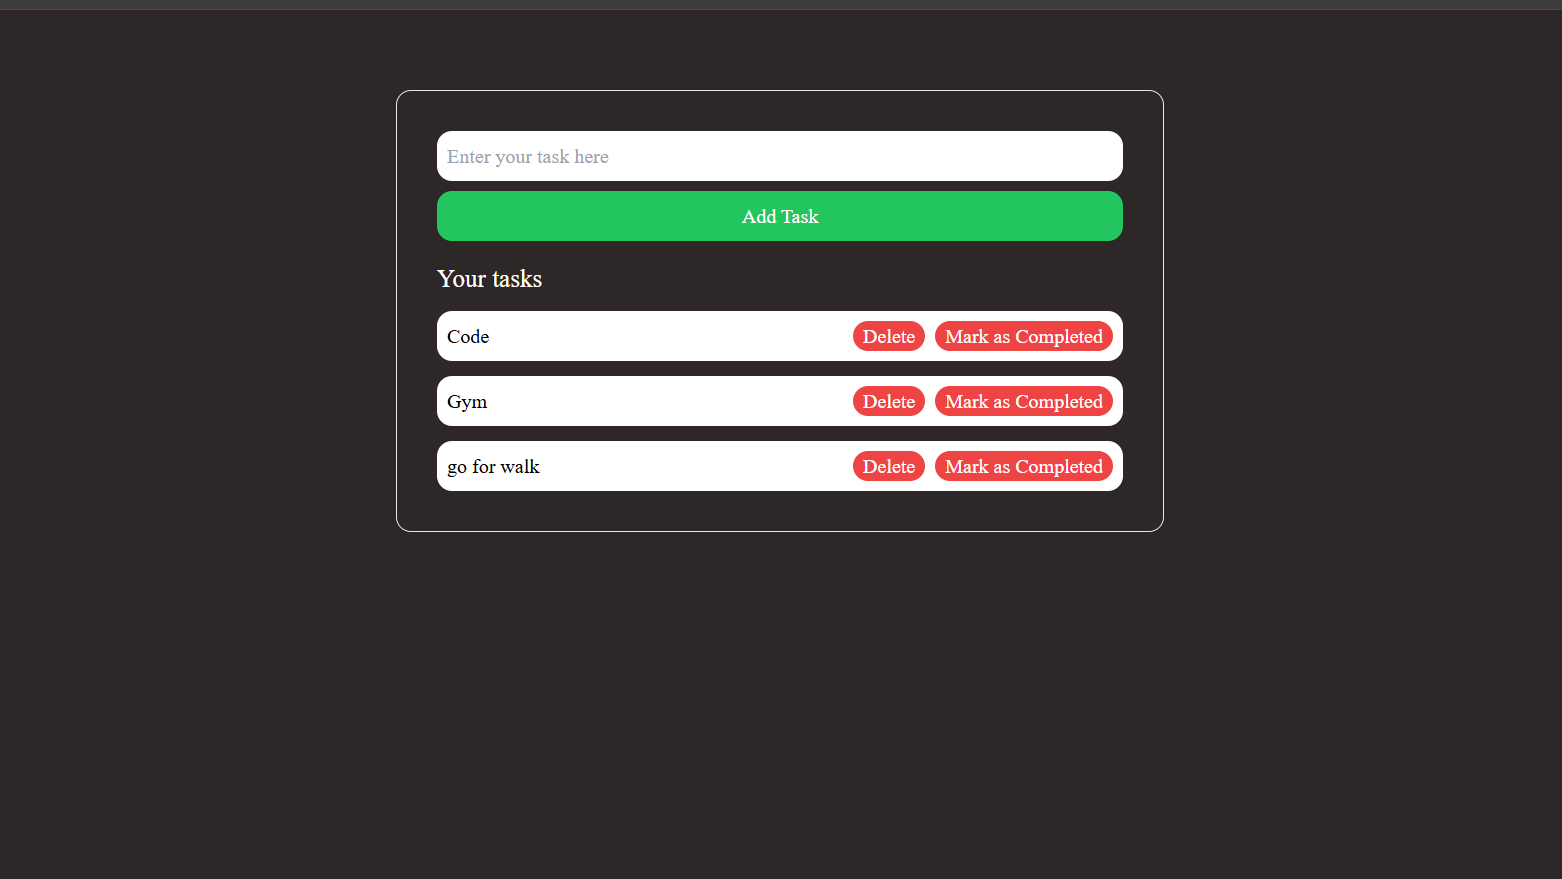 Enter your task here
Add Task
Your tasks
Code Delete Mark as Completed
Gym Delete Mark as Completed
go for walk Delete Mark as Completed